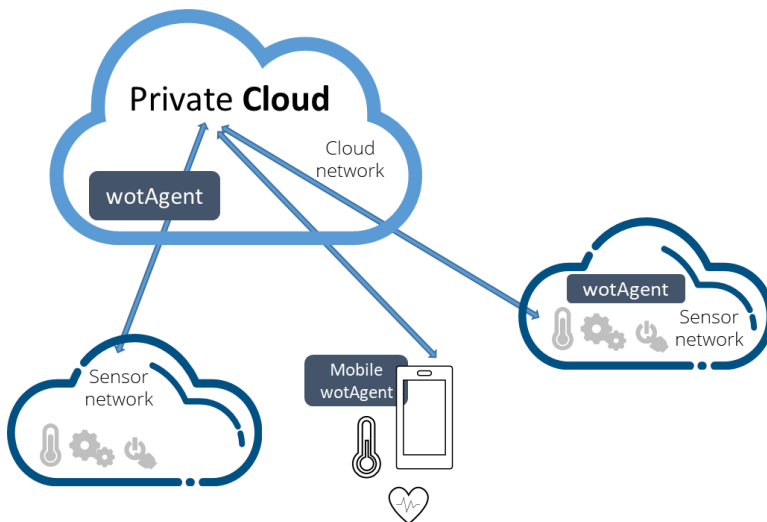 Private Cloud
Cloud
network
wotAgent
wotAgent
Sensor
network
Mobile
wotAgent
Sensor
network